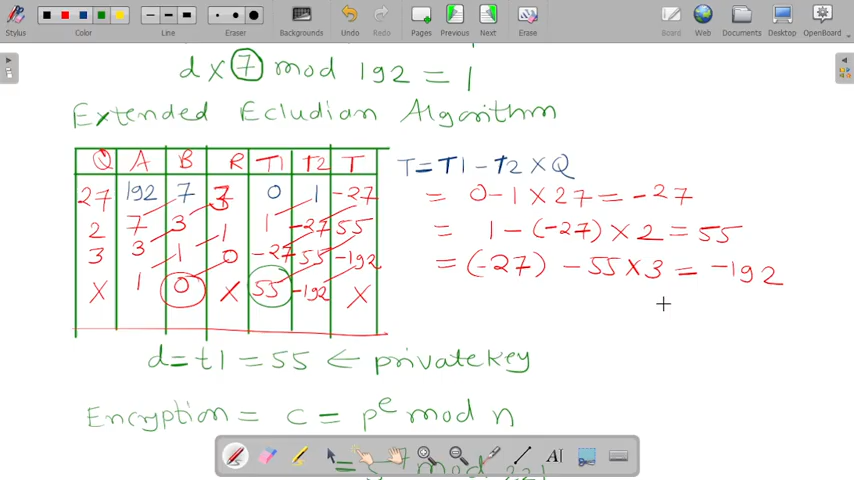 Color
Line
Eraser
Backgrounds
Undo
Redo
Pages
Previous
Next
Erase
Board
Web
Documents
Desktop
OpenBoard
d x 7 mod 192 = 1
Extended Ecludian Algorithm
Q A B R T1 T2 T
27 192 7 3 0 1 -27
2 7 3 1 1 -27 55
3 3 1 0 -27 55 -192
X 1 0 X 55 -192 X
T = T1 - T2 X Q
= 0 - 1 X 27 = -27
= 1 - (-27) X 2 = 55
= (-27) - 55 X 3 = -192
d = t1 = 55 ← private key
Encryption = c = p^e mod n
= mod 221